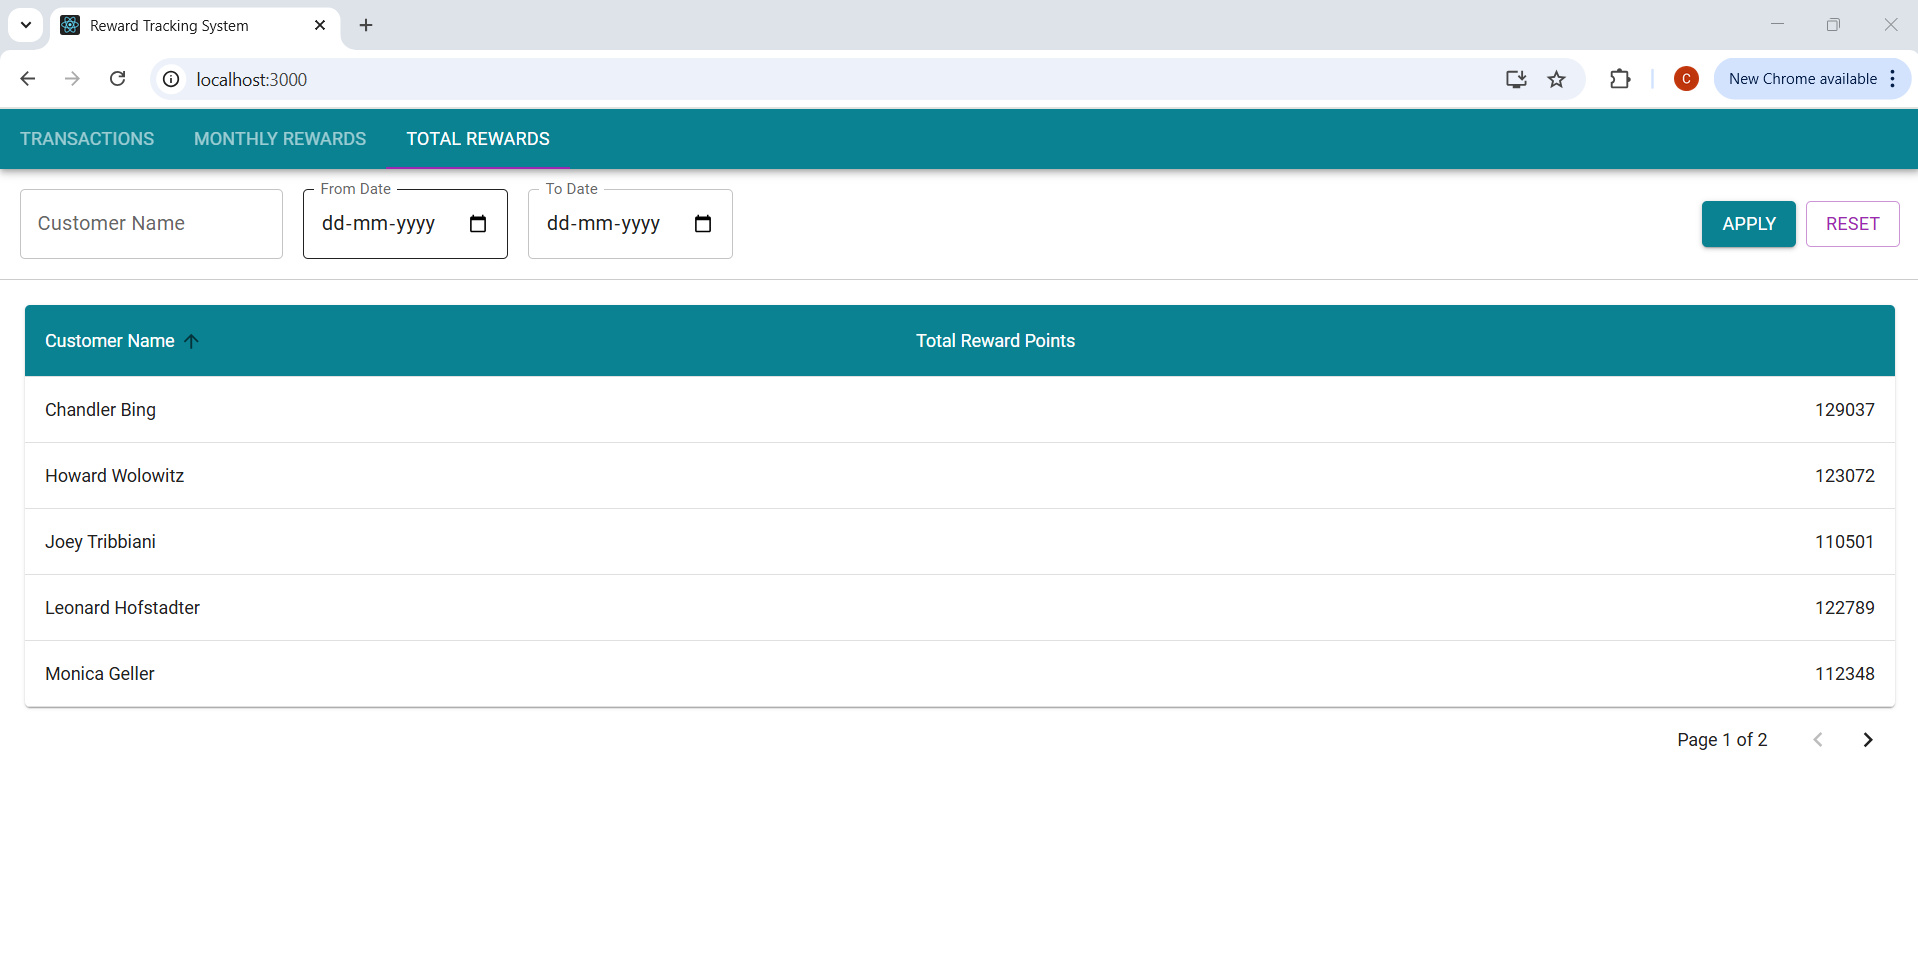 Reward Tracking System
localhost:3000
C
New Chrome available
TRANSACTIONS MONTHLY REWARDS TOTAL REWARDS
Customer Name
From Date
dd-mm-yyyy
To Date
dd-mm-yyyy
APPLY
RESET
Customer Name Total Reward Points
Chandler Bing 129037
Howard Wolowitz 123072
Joey Tribbiani 110501
Leonard Hofstadter 122789
Monica Geller 112348
Page 1 of 2